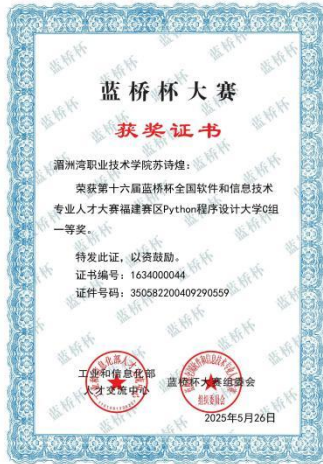 蓝桥杯大赛
获奖证书
湄洲湾职业技术学院苏诗煌：
荣获第十六届蓝桥杯全国软件和信息技术
专业人才大赛福建赛区Python程序设计大学C组
一等奖。
特发此证，以资鼓励。
证书编号：1634000044
证件号码：350582200409290559
工业和信息化部
人才交流中心
蓝桥杯大赛组委会
2025年5月26日